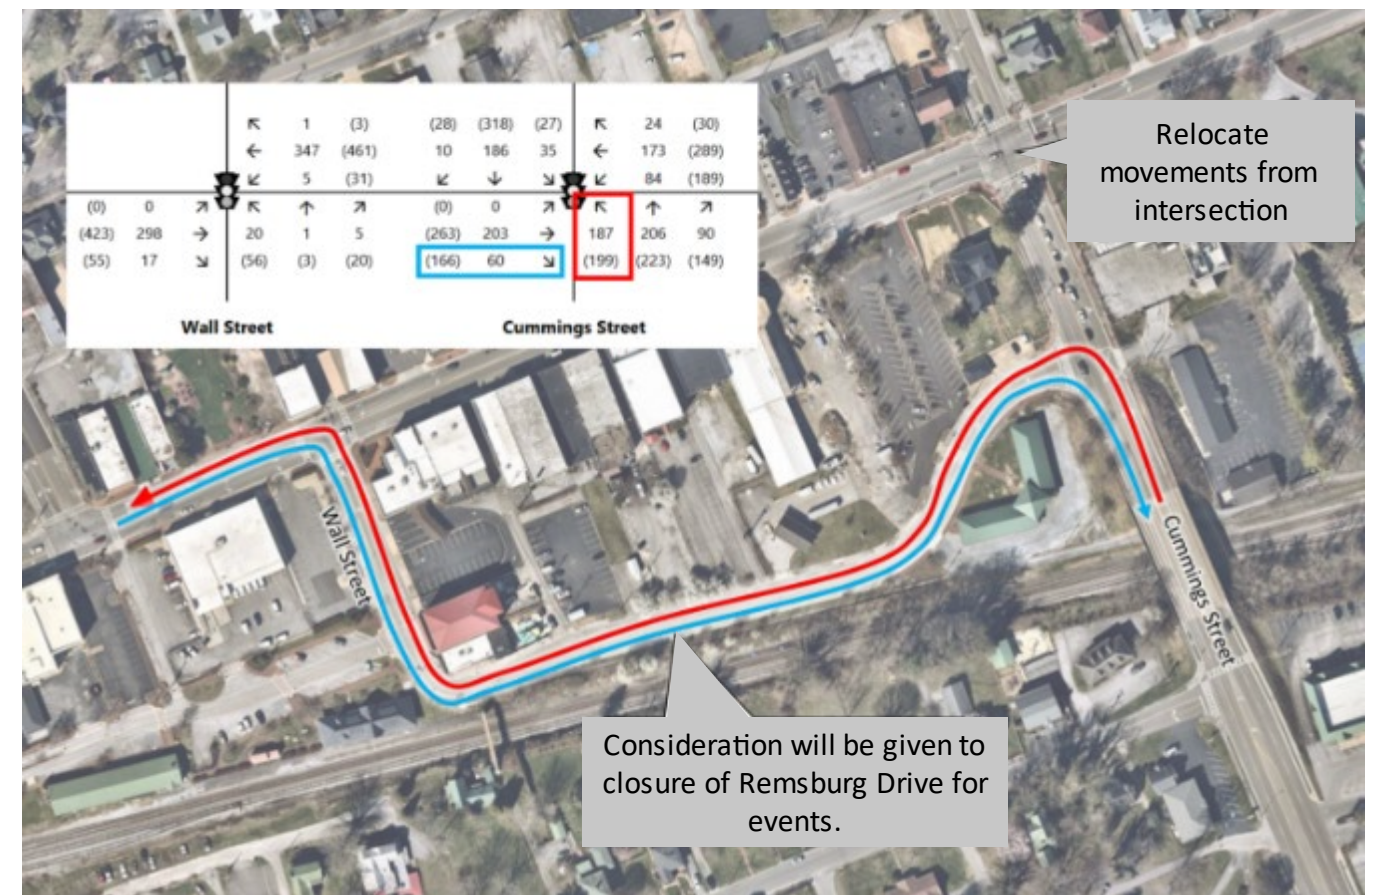 ↖ 1 (3) (28) (318) (27) ↖ 24 (30)
← 347 (461) 10 186 35 ← 173 (289)
↙ 5 (31) ↙ ↓ ↘ ↙ 84 (189)
(0) 0 ↗ ↖ ↑ ↗ (0) 0 ↗ ↖ ↑ ↗
(423) 298 → 20 1 5 (263) 203 → 187 206 90
(55) 17 ↘ (56) (3) (20) (166) 60 ↘ (199) (223) (149)
Wall Street Cummings Street
Relocate
movements from
intersection
Wall Street
Cummings Street
Consideration will be given to
closure of Remsburg Drive for
events.